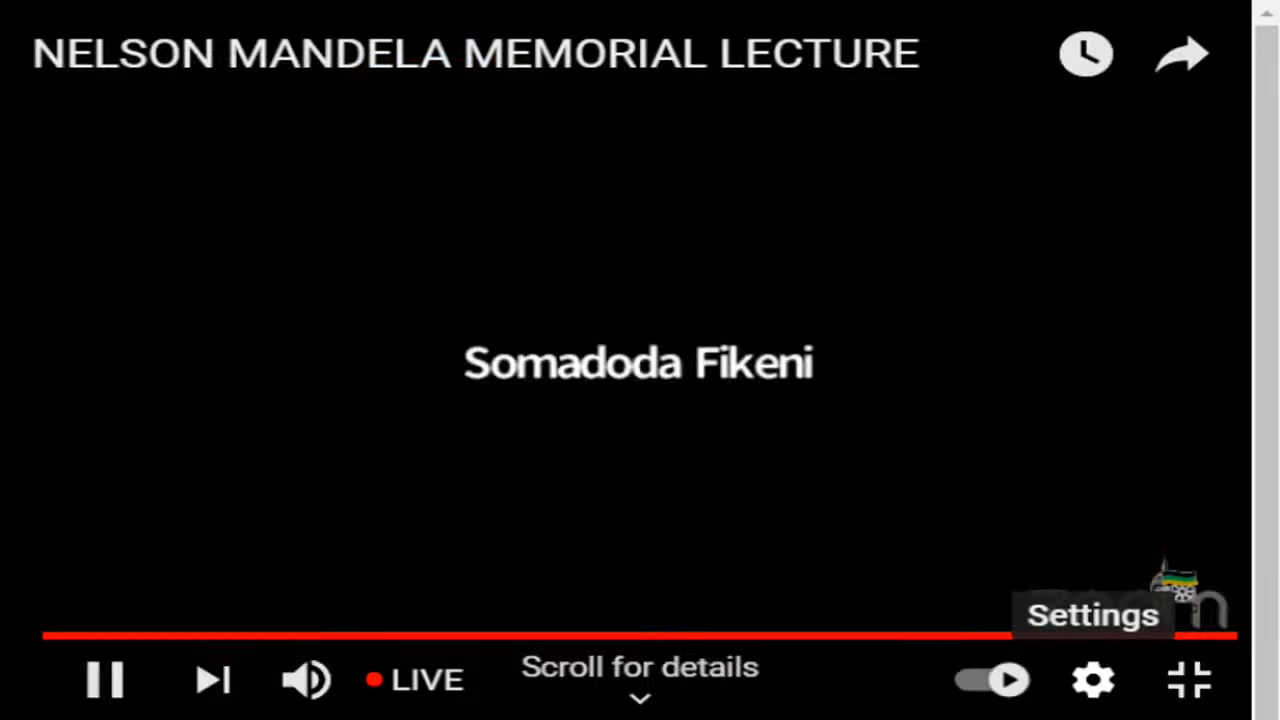 NELSON MANDELA MEMORIAL LECTURE
Somadoda Fikeni
Settings
LIVE
Scroll for details